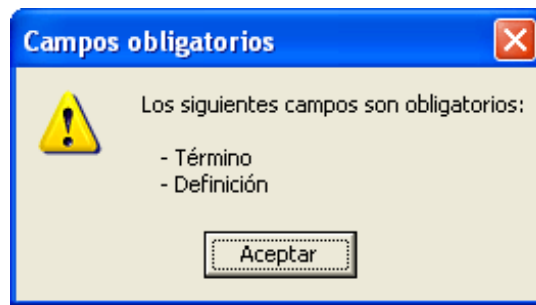 Campos obligatorios
Los siguientes campos son obligatorios:
- Término
- Definición
Aceptar